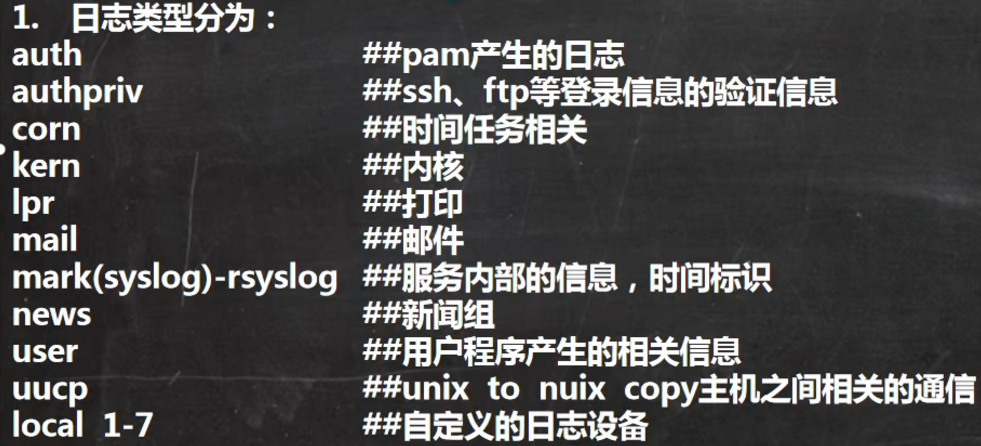 1. 日志类型分为：
auth ##pam产生的日志
authpriv ##ssh、ftp等登录信息的验证信息
corn ##时间任务相关
kern ##内核
lpr ##打印
mail ##邮件
mark(syslog)-rsyslog ##服务内部的信息，时间标识
news ##新闻组
user ##用户程序产生的相关信息
uucp ##unix to nuix copy主机之间相关的通信
local 1-7 ##自定义的日志设备